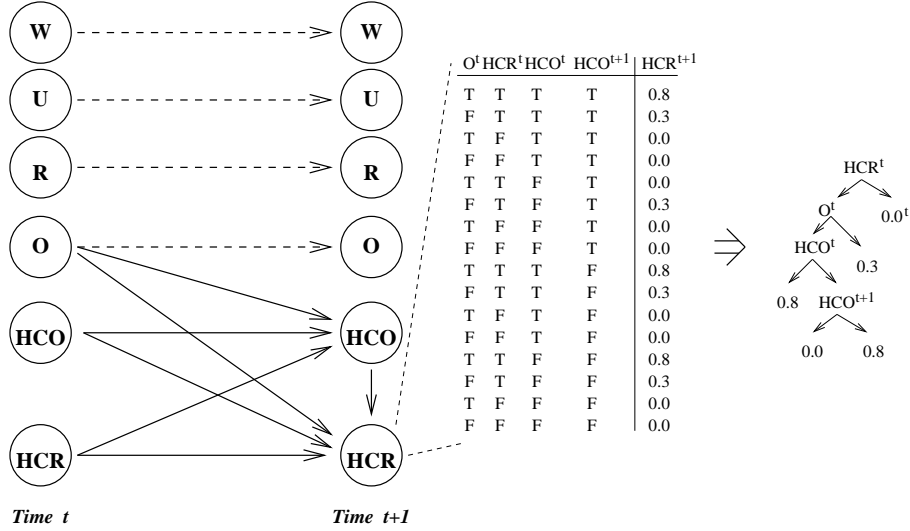 W W
U U
R R
O O
HCO HCO
HCR HCR
Time t Time t+1
O^t HCR^t HCO^t HCO^t+1 HCR^t+1
T T T T 0.8
F T T T 0.3
T F T T 0.0
F F T T 0.0
T T F T 0.0
F T F T 0.3
T F F T 0.0
F F F T 0.0
T T T F 0.8
F T T F 0.3
T F T F 0.0
F F T F 0.0
T T F F 0.8
F T F F 0.3
T F F F 0.0
F F F F 0.0
HCR^t
O^t 0.0^t
HCO^t 0.3
0.8 HCO^t+1
0.0 0.8